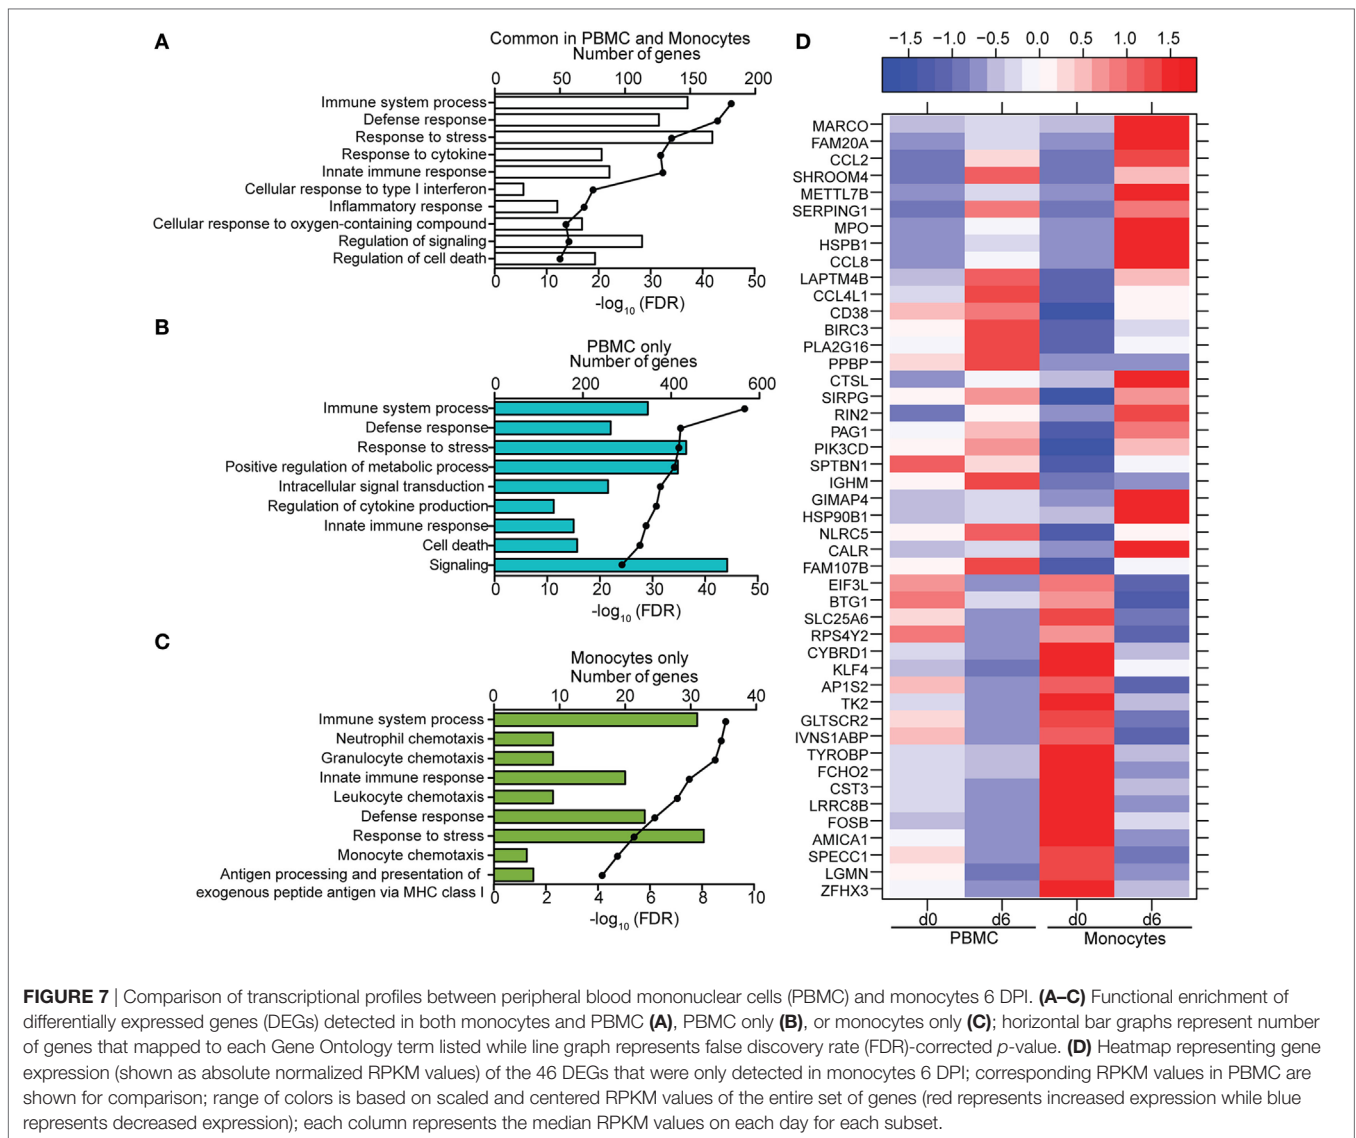 A
Common in PBMC and Monocytes
Number of genes
0 50 100 150 200
Immune system process
Defense response
Response to stress
Response to cytokine
Innate immune response
Cellular response to type I interferon
Inflammatory response
Cellular response to oxygen-containing compound
Regulation of signaling
Regulation of cell death
0 10 20 30 40 50
-log10 (FDR)
B
PBMC only
Number of genes
0 200 400 600
Immune system process
Defense response
Response to stress
Positive regulation of metabolic process
Intracellular signal transduction
Regulation of cytokine production
Innate immune response
Cell death
Signaling
0 10 20 30 40 50
-log10 (FDR)
C
Monocytes only
Number of genes
0 10 20 30 40
Immune system process
Neutrophil chemotaxis
Granulocyte chemotaxis
Innate immune response
Leukocyte chemotaxis
Defense response
Response to stress
Monocyte chemotaxis
Antigen processing and presentation of
exogenous peptide antigen via MHC class I
0 2 4 6 8 10
-log10 (FDR)
D
−1.5 −1.0 −0.5 0.0 0.5 1.0 1.5
MARCO
FAM20A
CCL2
SHROOM4
METTL7B
SERPING1
MPO
HSPB1
CCL8
LAPTM4B
CCL4L1
CD38
BIRC3
PLA2G16
PPBP
CTSL
SIRPG
RIN2
PAG1
PIK3CD
SPTBN1
IGHM
GIMAP4
HSP90B1
NLRC5
CALR
FAM107B
EIF3L
BTG1
SLC25A6
RPS4Y2
CYBRD1
KLF4
AP1S2
TK2
GLTSCR2
IVNS1ABP
TYROBP
FCHO2
CST3
LRRC8B
FOSB
AMICA1
SPECC1
LGMN
ZFHX3
d0 d6 d0 d6
PBMC Monocytes
FIGURE 7 | Comparison of transcriptional profiles between peripheral blood mononuclear cells (PBMC) and monocytes 6 DPI. (A–C) Functional enrichment of
differentially expressed genes (DEGs) detected in both monocytes and PBMC (A), PBMC only (B), or monocytes only (C); horizontal bar graphs represent number
of genes that mapped to each Gene Ontology term listed while line graph represents false discovery rate (FDR)-corrected p-value. (D) Heatmap representing gene
expression (shown as absolute normalized RPKM values) of the 46 DEGs that were only detected in monocytes 6 DPI; corresponding RPKM values in PBMC are
shown for comparison; range of colors is based on scaled and centered RPKM values of the entire set of genes (red represents increased expression while blue
represents decreased expression); each column represents the median RPKM values on each day for each subset.